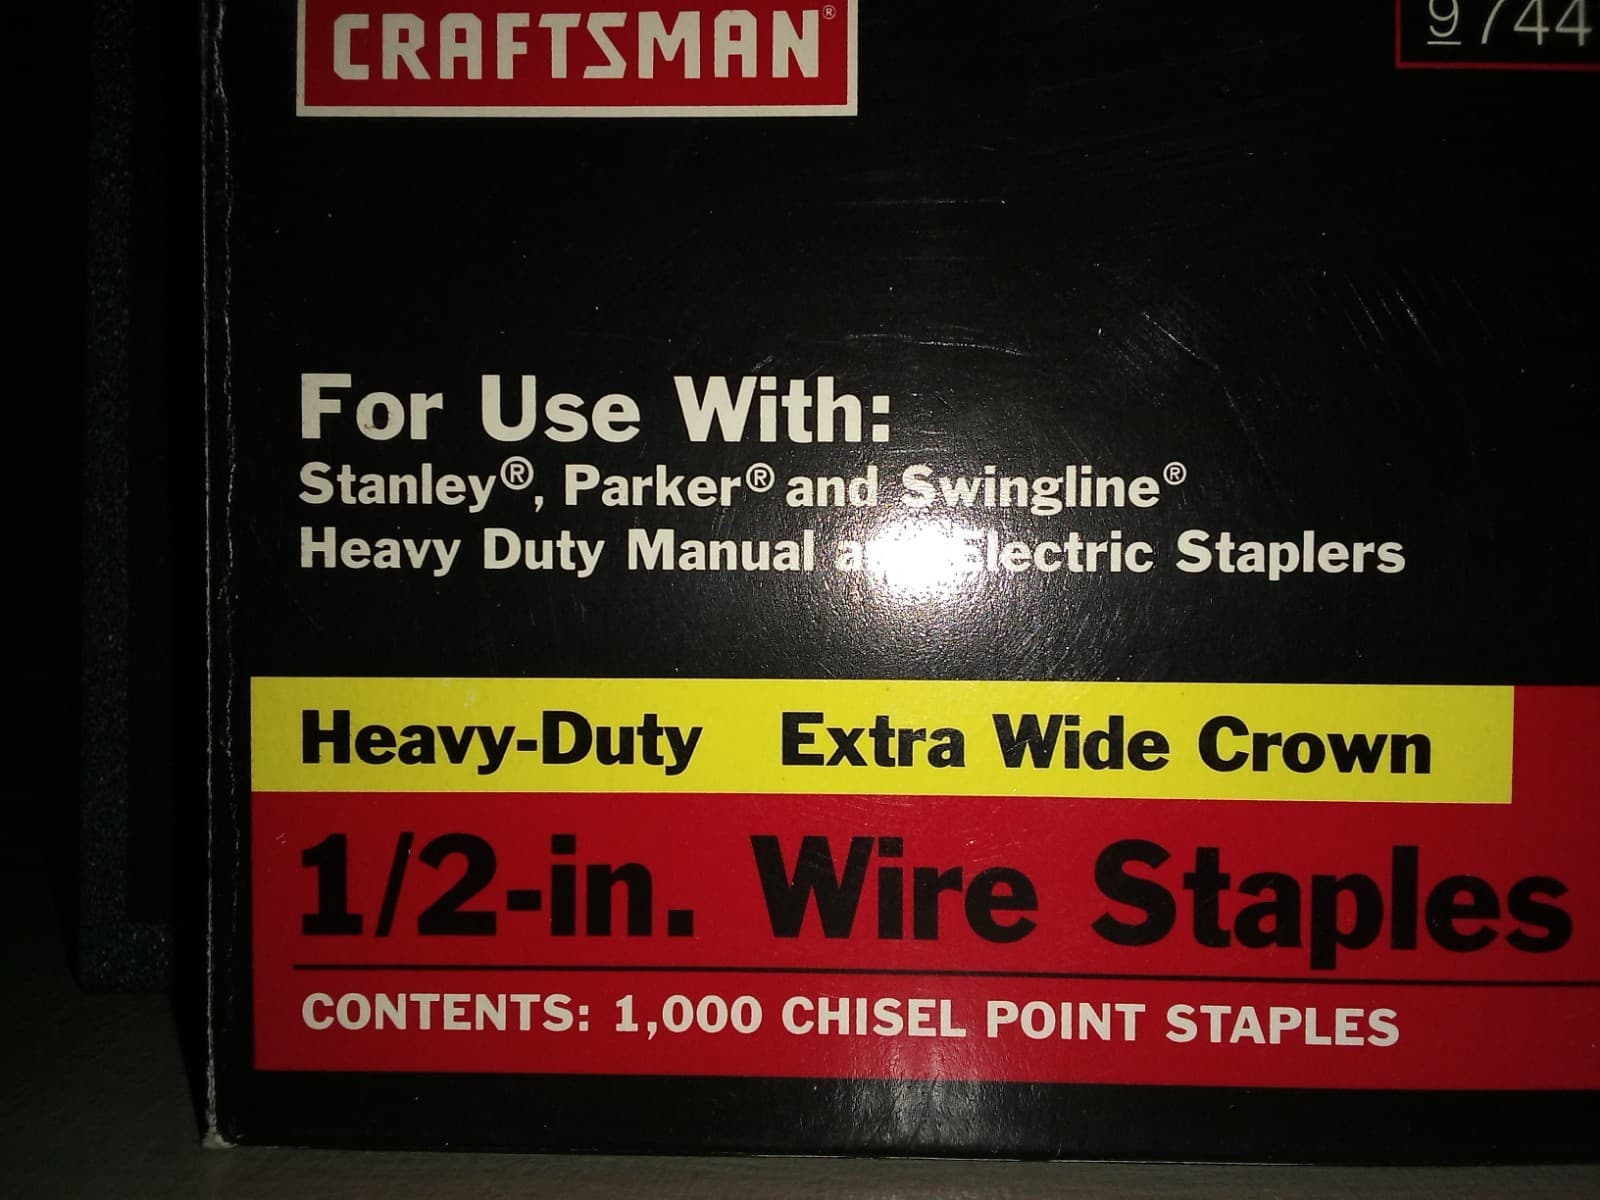 CRAFTSMAN®
For Use With:
Stanley®, Parker® and Swingline®
Heavy Duty Manual Electric Staplers
Heavy-Duty Extra Wide Crown
1/2-in. Wire Staples
CONTENTS: 1,000 CHISEL POINT STAPLES